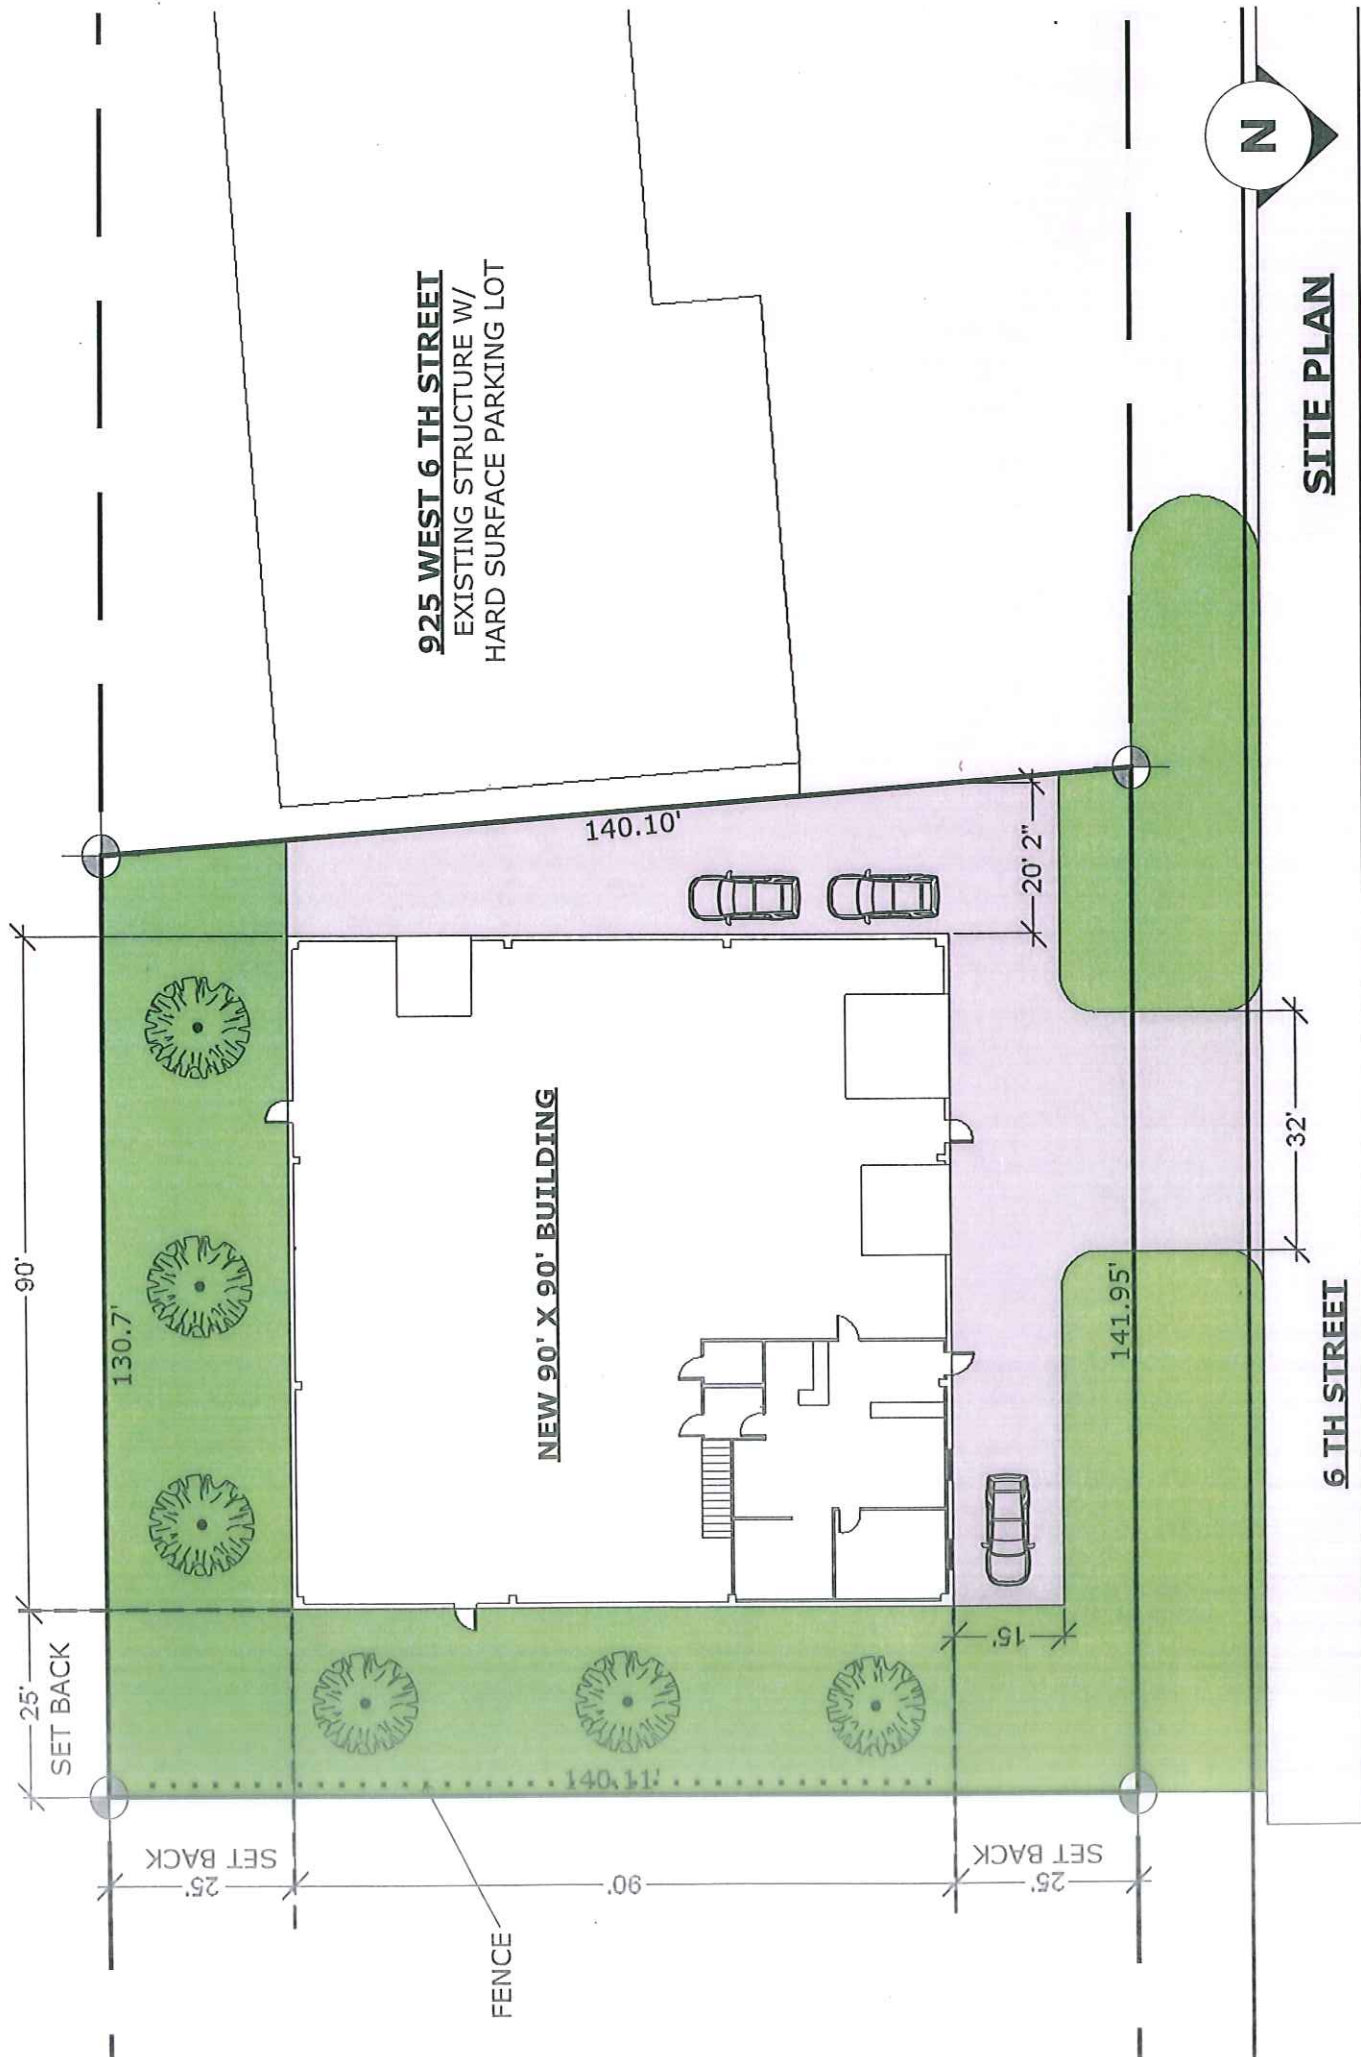 90'
25'
SET BACK
130.7'
925 WEST 6 TH STREET
EXISTING STRUCTURE W/
HARD SURFACE PARKING LOT
140.10'
NEW 90' X 90' BUILDING
20' 2"
15'
140.11'
25'
SET BACK
90'
25'
SET BACK
FENCE
141.95'
32'
6 TH STREET
SITE PLAN
N